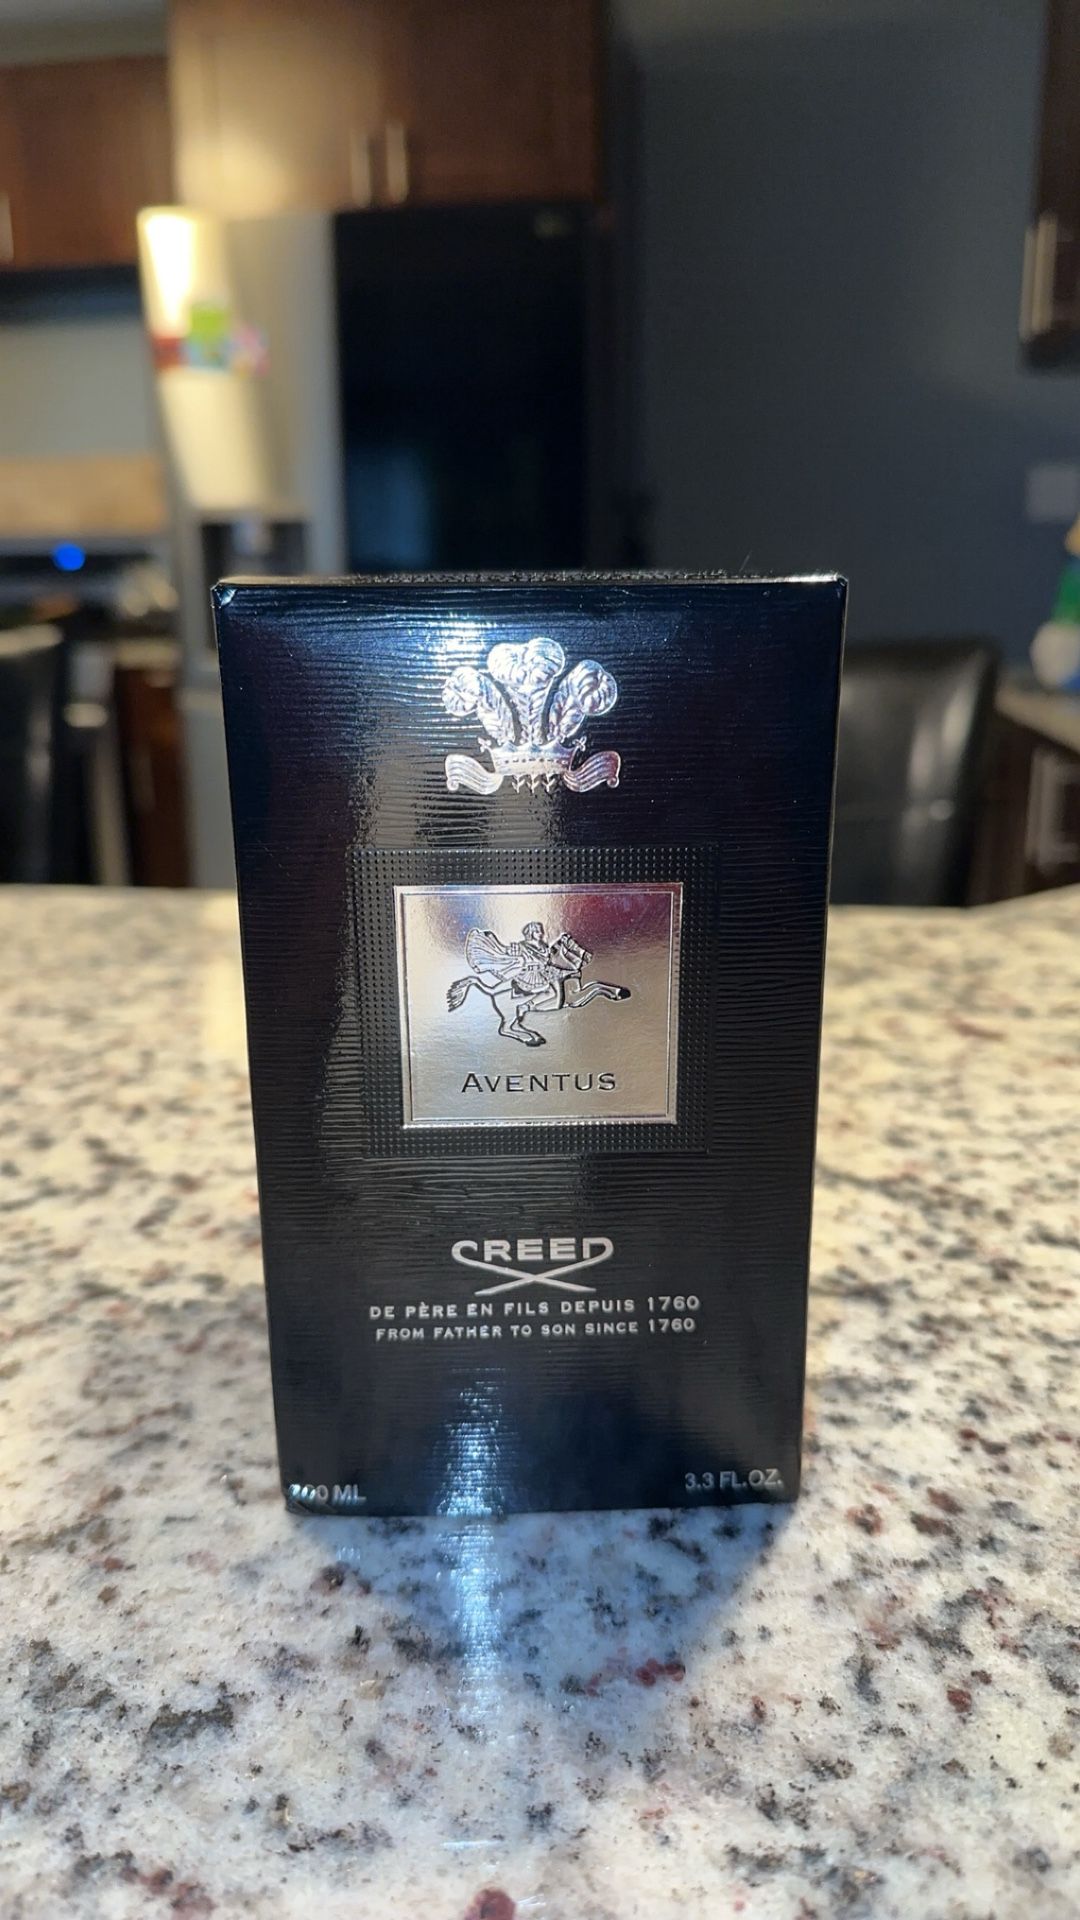 AVENTUS
CREED
DE PÈRE EN FILS DEPUIS 1760
FROM FATHER TO SON SINCE 1760
100 ML 3.3 FL.OZ.